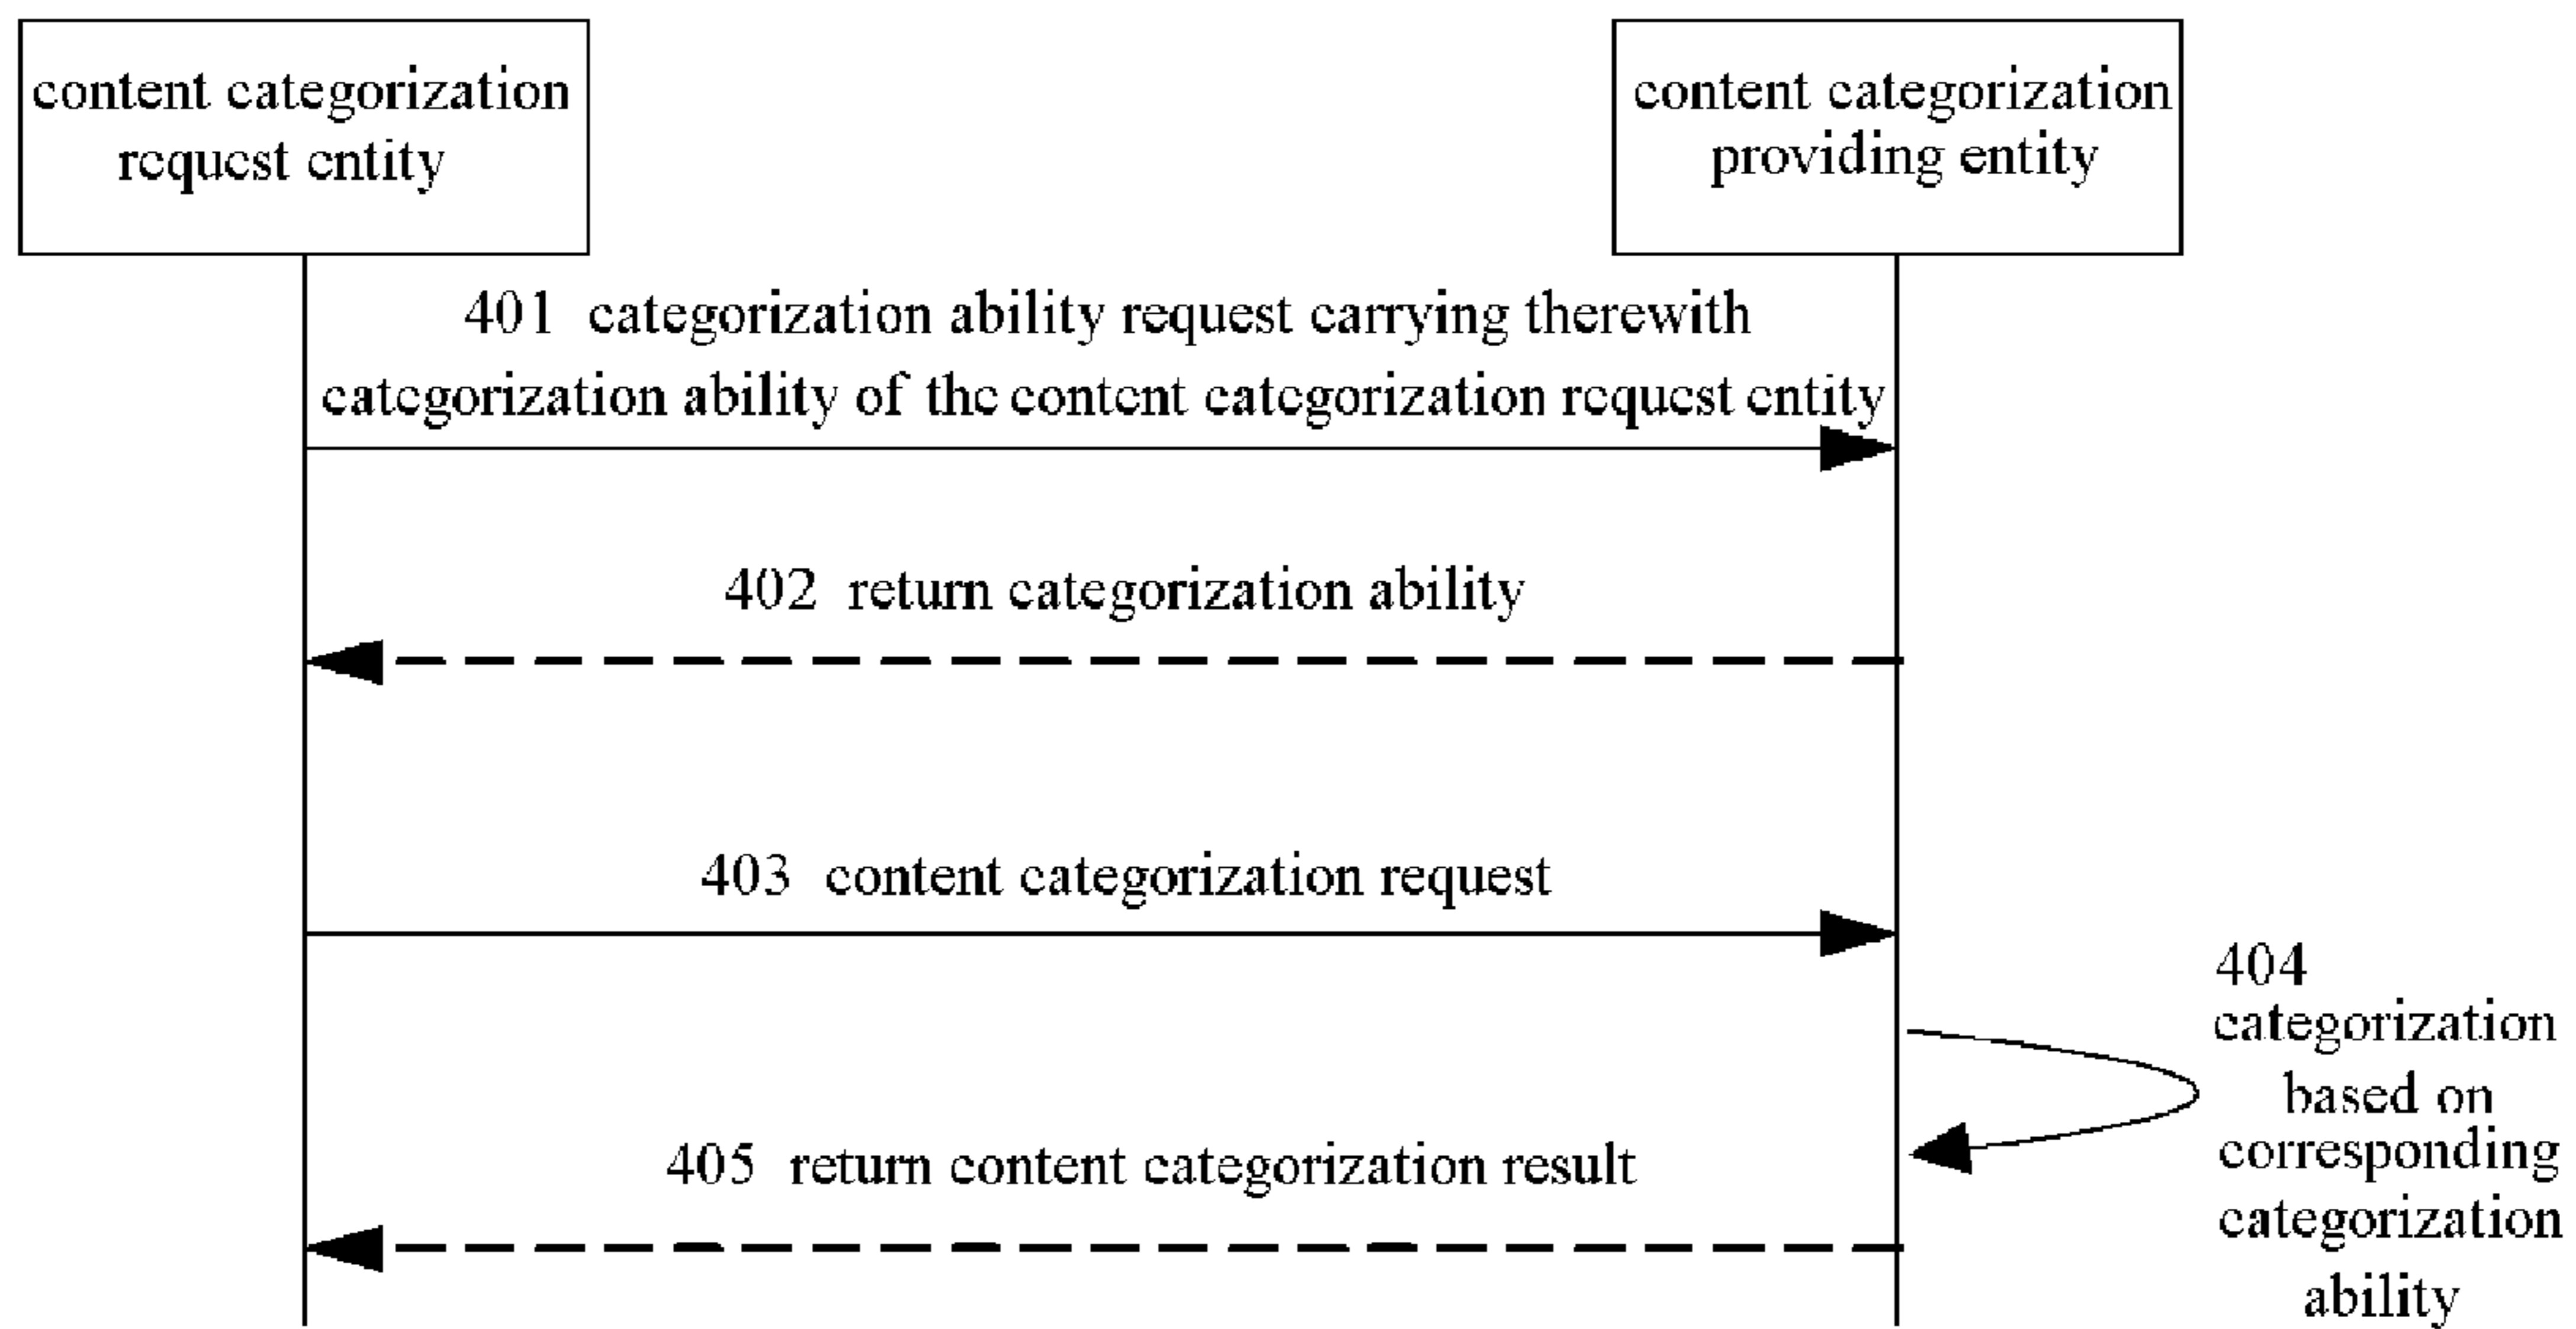 content categorization
request entity
content categorization
providing entity
401 categorization ability request carrying therewith
categorization ability of the content categorization request entity
402 return categorization ability
403 content categorization request
404
categorization
based on
corresponding
categorization
ability
405 return content categorization result